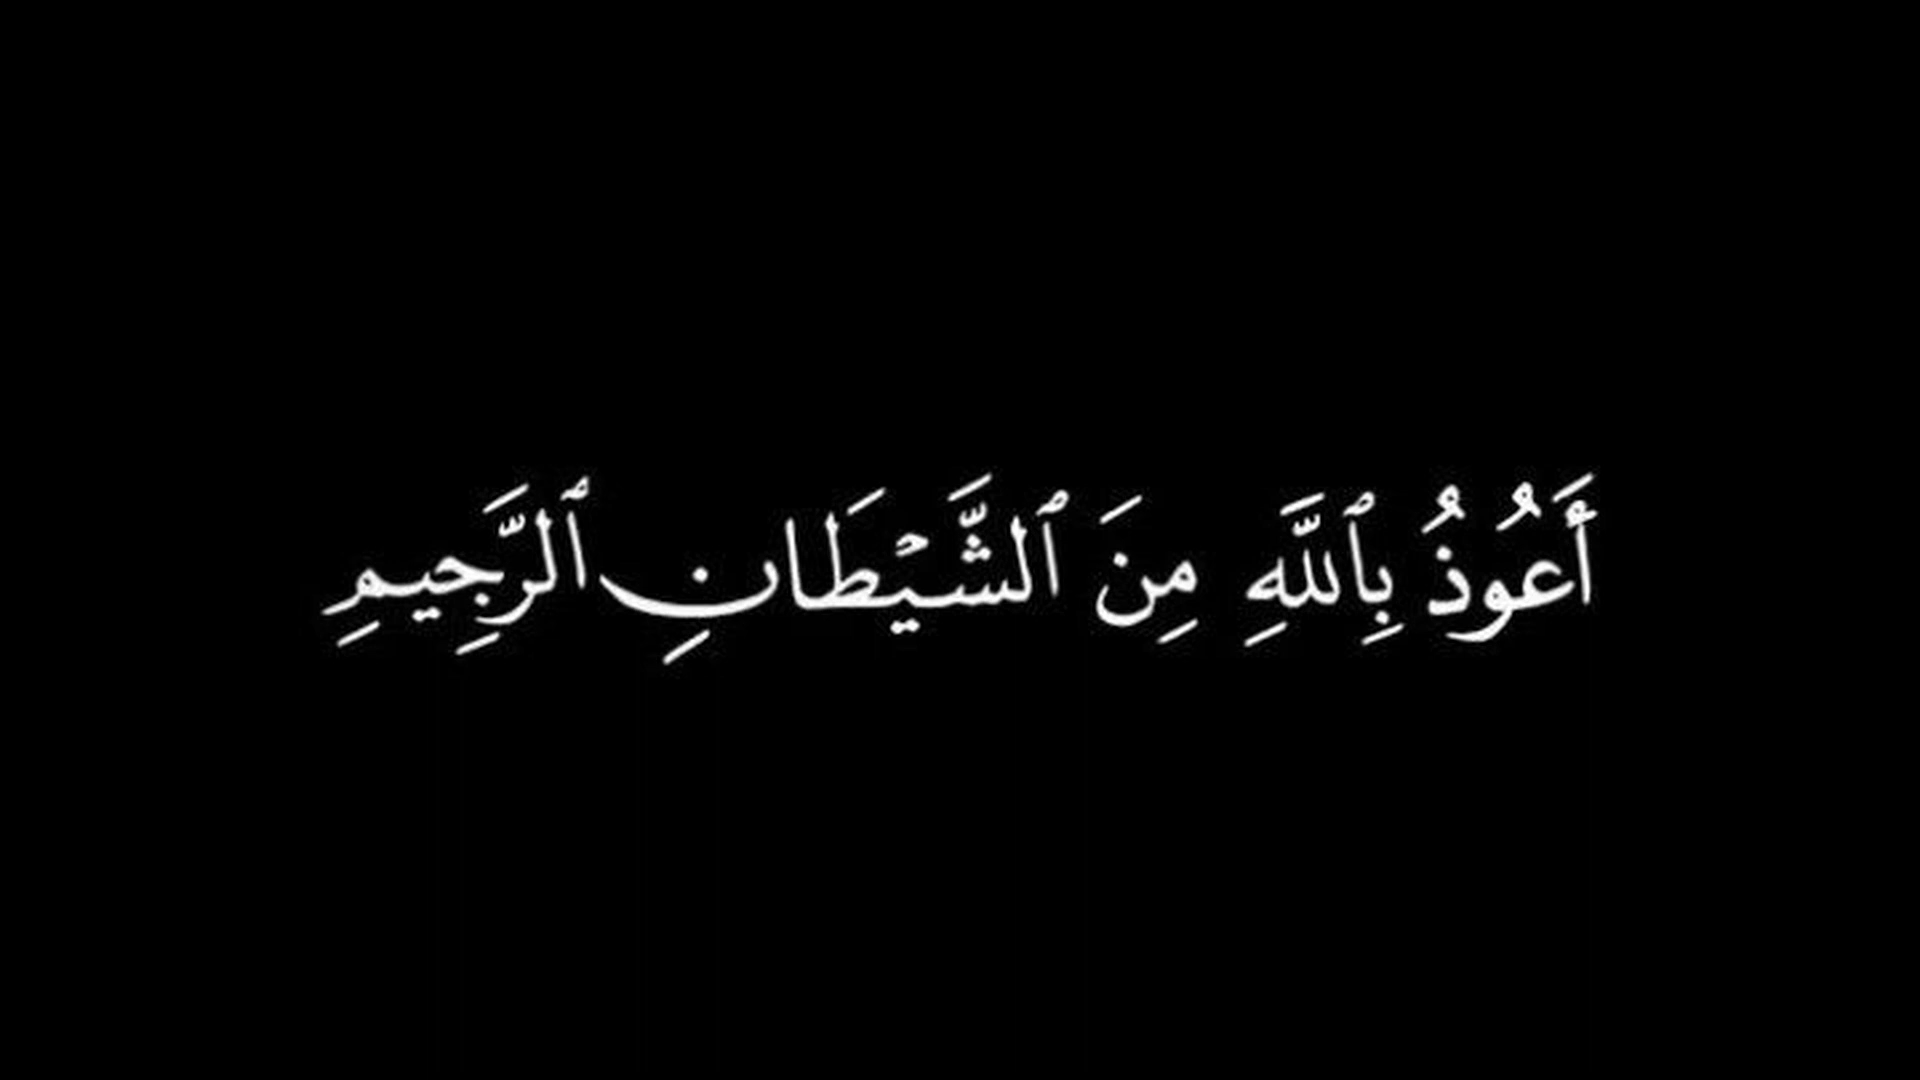 أَعُوذُ بِٱللَّهِ مِنَ ٱلشَّيۡطَانِ ٱلرَّجِيمِ